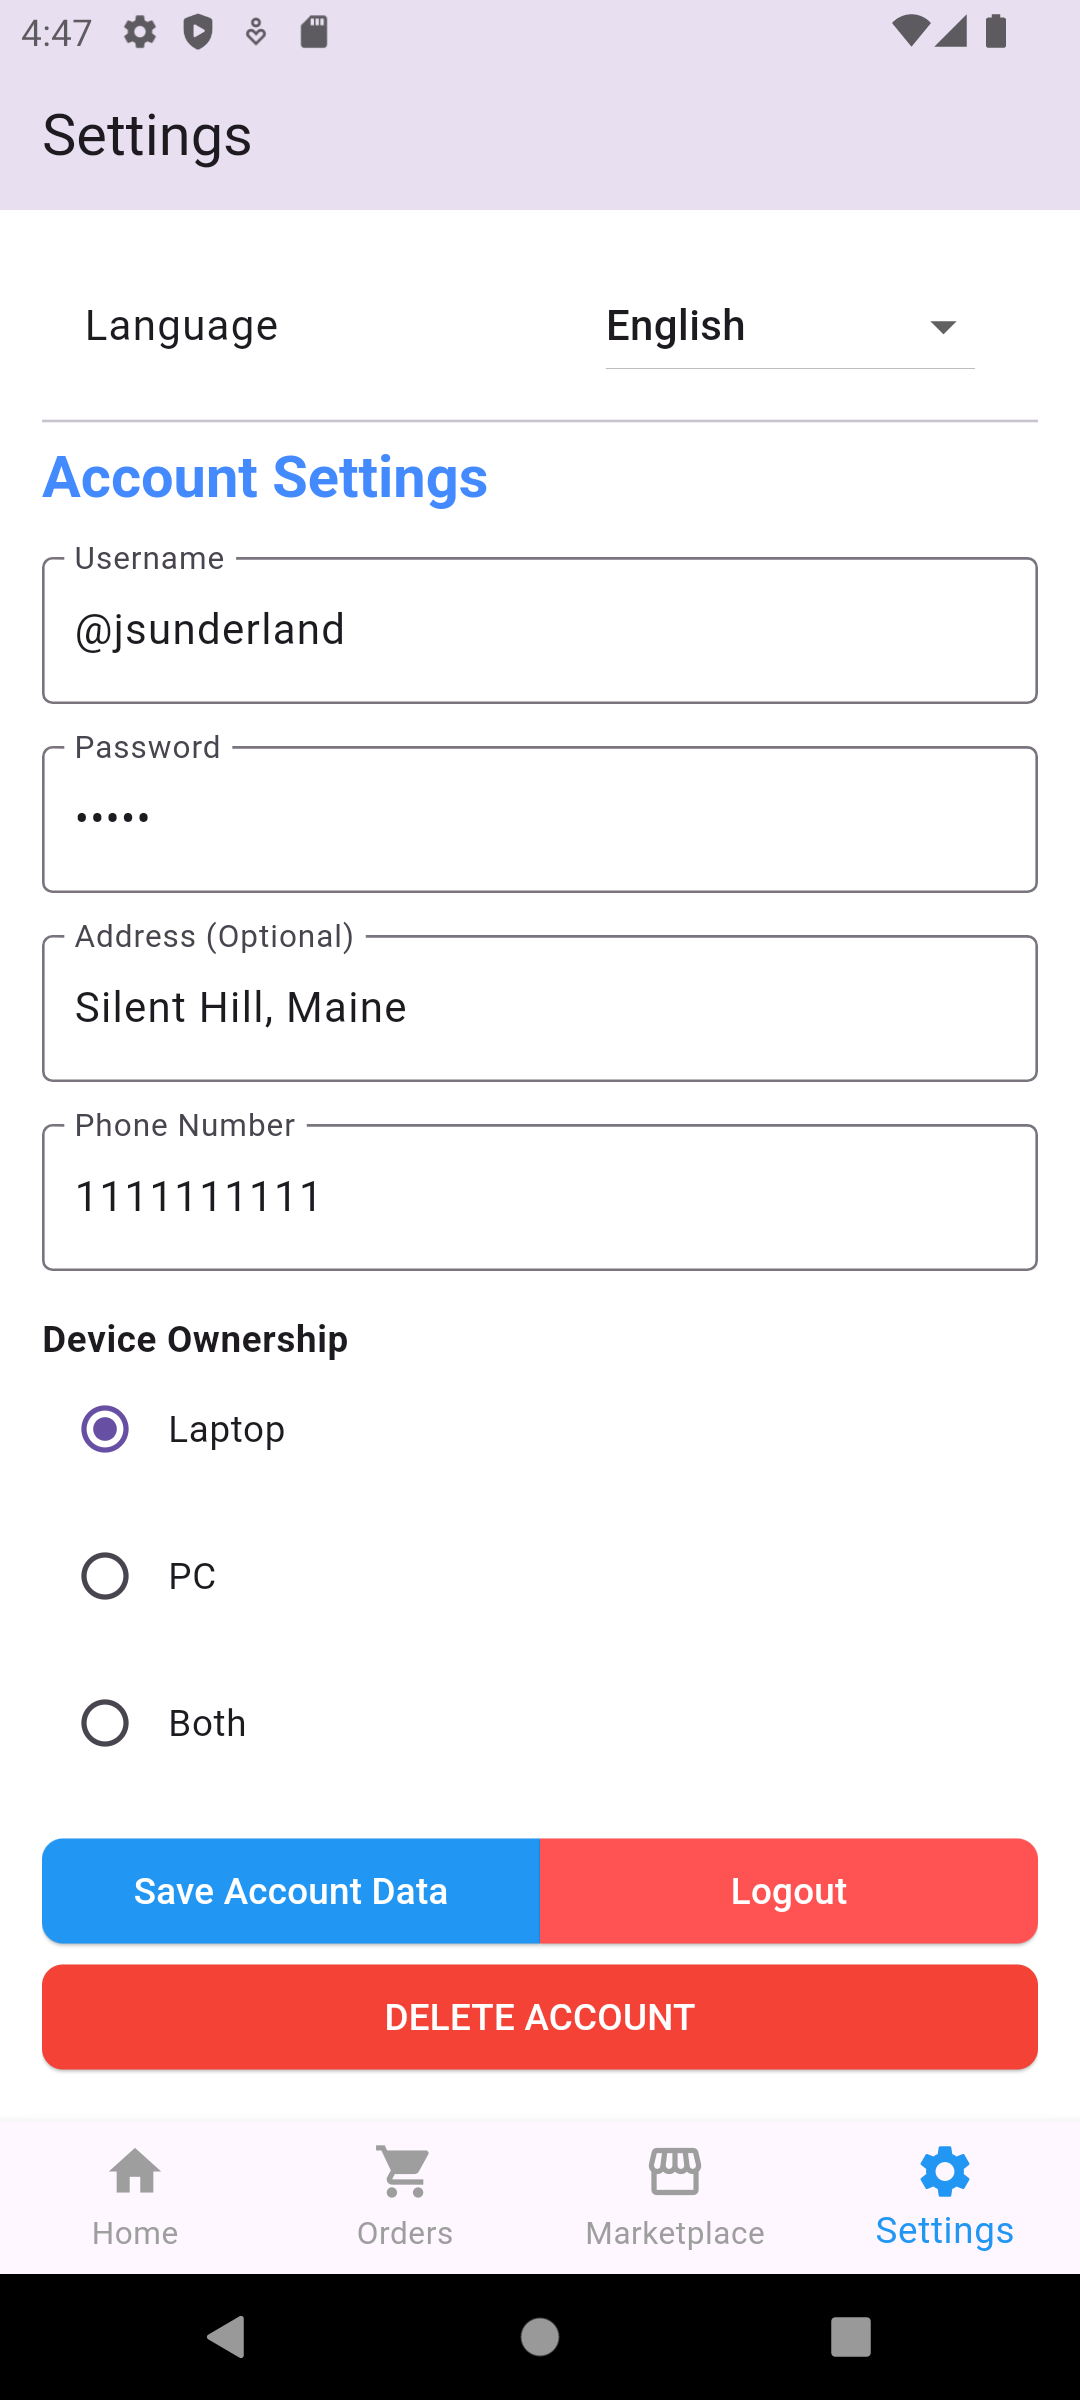 4:47
Settings
Language
English
Account Settings
Username
@jsunderland
Password
•••••
Address (Optional)
Silent Hill, Maine
Phone Number
1111111111
Device Ownership
Laptop
PC
Both
Save Account Data
Logout
DELETE ACCOUNT
Home
Orders
Marketplace
Settings